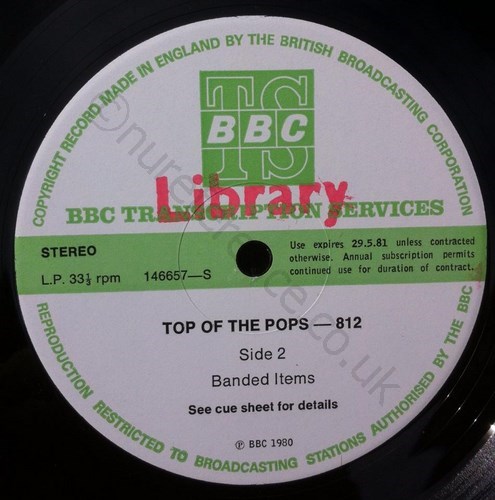 COPYRIGHT RECORD MADE IN ENGLAND BY THE BRITISH BROADCASTING CORPORATION
TS
BBC
Library
BBC TRANSCRIPTION SERVICES
STEREO
L.P. 33⅓ rpm 146657—S
Use expires 29.5.81 unless contracted
otherwise. Annual subscription permits
continued use for duration of contract.
TOP OF THE POPS — 812
Side 2
Banded Items
See cue sheet for details
℗ BBC 1980
REPRODUCTION RESTRICTED TO BROADCASTING STATIONS AUTHORISED BY THE BBC